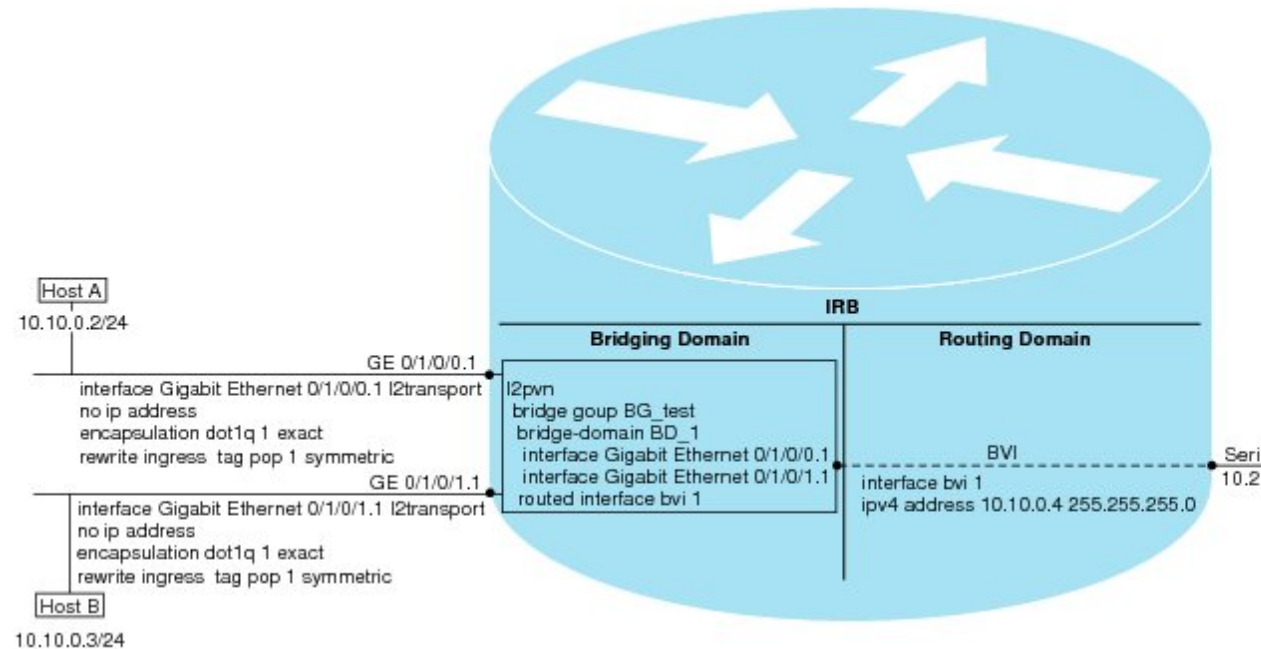 IRB
Bridging Domain
Routing Domain
Host A
10.10.0.2/24
GE 0/1/0/0.1
interface Gigabit Ethernet 0/1/0/0.1 l2transport
no ip address
encapsulation dot1q 1 exact
rewrite ingress tag pop 1 symmetric
GE 0/1/0/1.1
interface Gigabit Ethernet 0/1/0/1.1 l2transport
no ip address
encapsulation dot1q 1 exact
rewrite ingress tag pop 1 symmetric
Host B
10.10.0.3/24
l2pvn
bridge goup BG_test
bridge-domain BD_1
interface Gigabit Ethernet 0/1/0/0.1
interface Gigabit Ethernet 0/1/0/1.1
routed interface bvi 1
BVI
interface bvi 1
ipv4 address 10.10.0.4 255.255.255.0
Seri
10.2